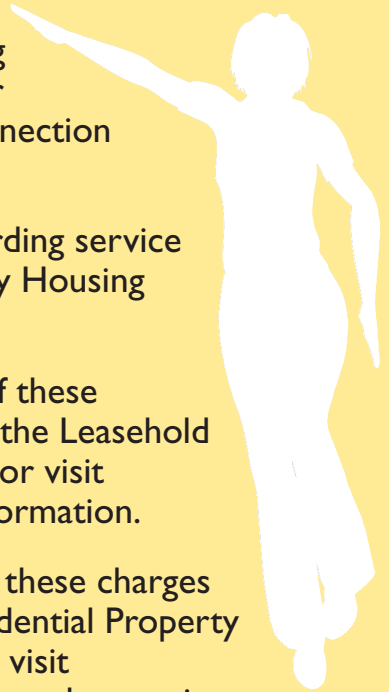 nection
rding service
y Housing
f these
the Leasehold
or visit
ormation.
these charges
dential Property
visit